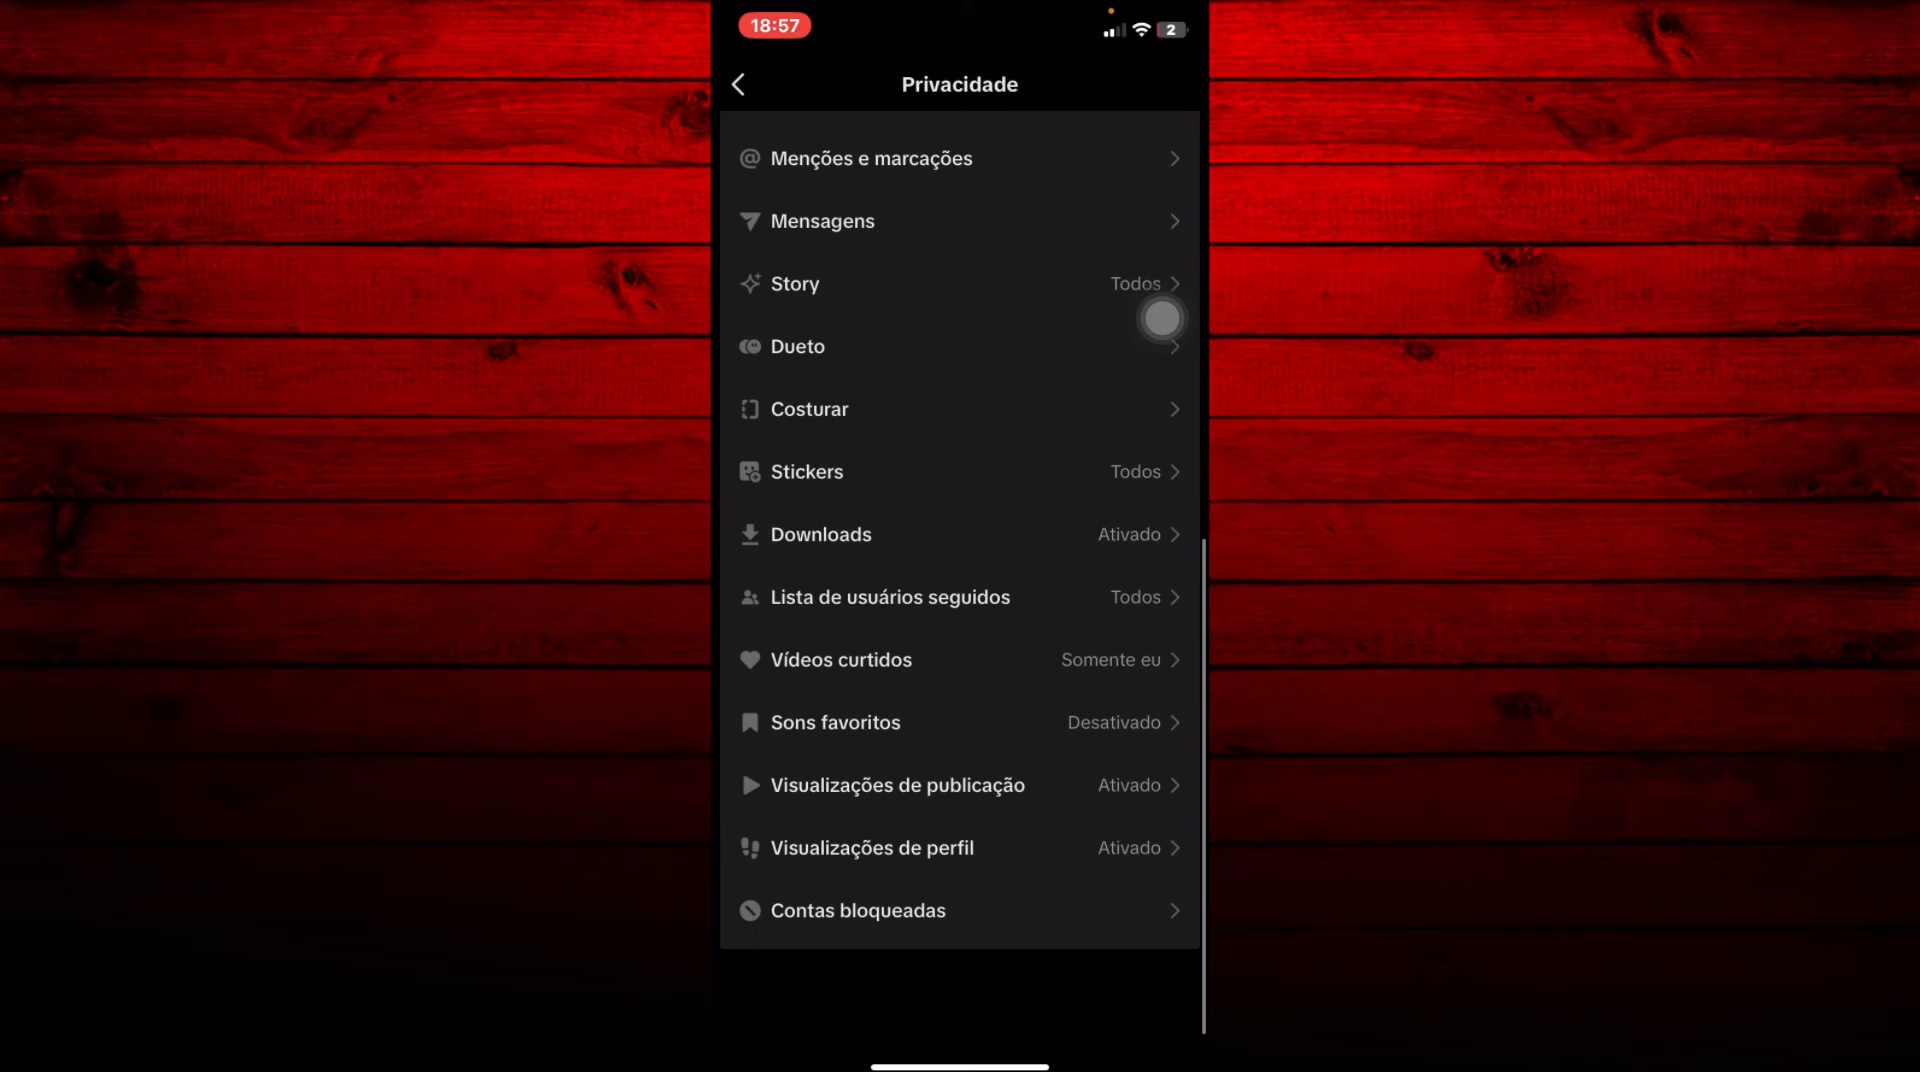 18:57
2
Privacidade
Menções e marcações
Mensagens
Story Todos
Dueto
Costurar
Stickers Todos
Downloads Ativado
Lista de usuários seguidos Todos
Vídeos curtidos Somente eu
Sons favoritos Desativado
Visualizações de publicação Ativado
Visualizações de perfil Ativado
Contas bloqueadas